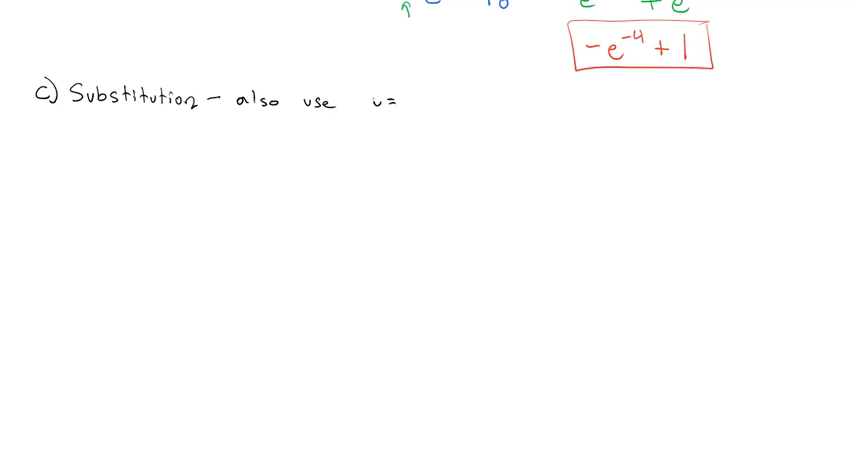 -e^{-4} + 1
c) Substitution - also use u=